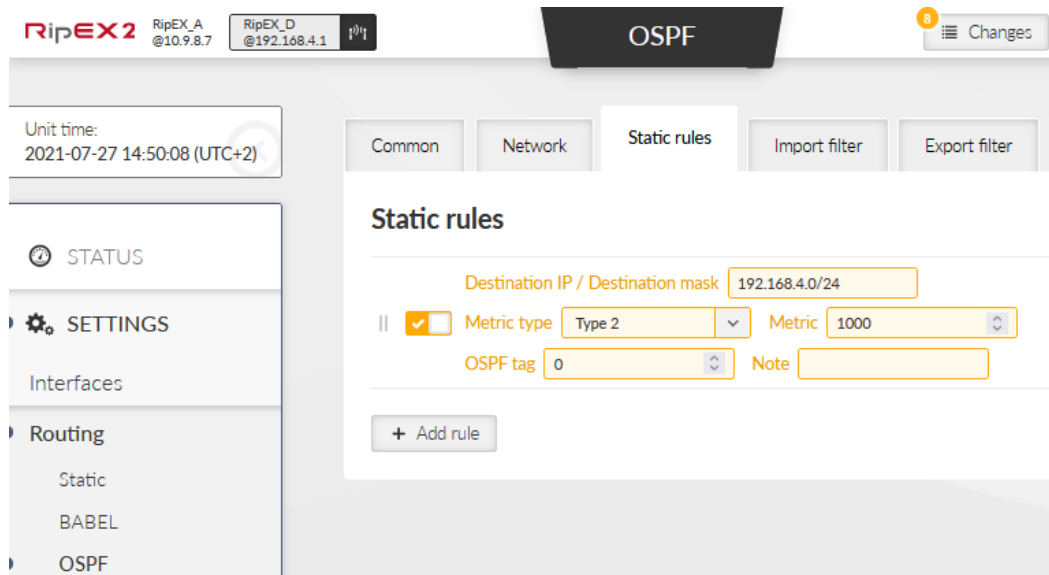 RipEX2 RipEX_A RipEX_D
@10.9.8.7 @192.168.4.1
OSPF
8
Changes
Unit time:
2021-07-27 14:50:08 (UTC+2)
Common Network Static rules Import filter Export filter
Static rules
STATUS
Destination IP / Destination mask 192.168.4.0/24
SETTINGS
Metric type Type 2 Metric 1000
OSPF tag 0 Note
Interfaces
Routing
+ Add rule
Static
BABEL
OSPF